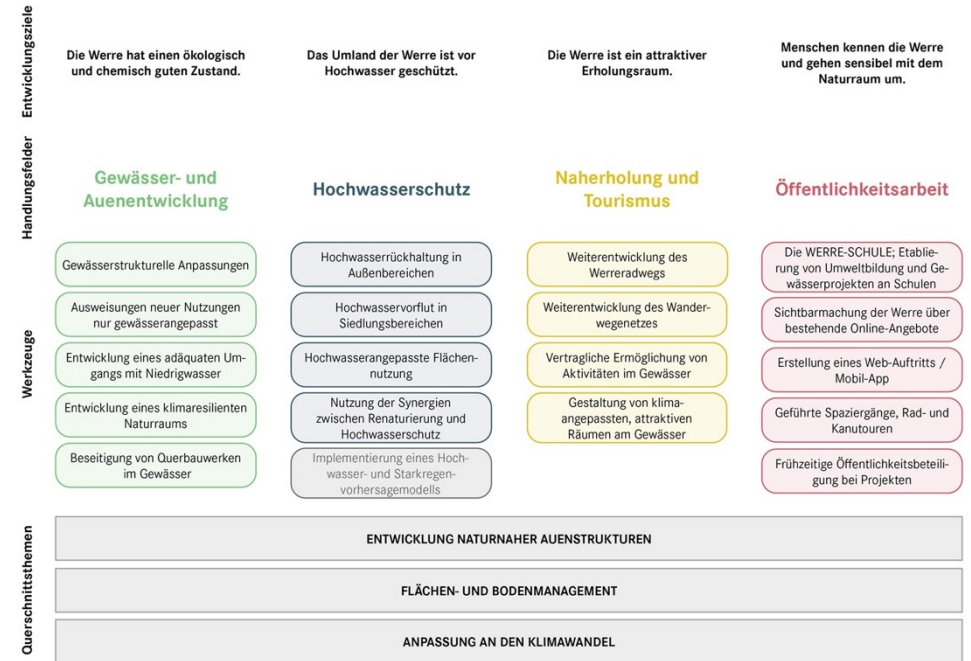 Entwicklungsziele
Die Werre hat einen ökologisch
und chemisch guten Zustand.
Das Umland der Werre ist vor
Hochwasser geschützt.
Die Werre ist ein attraktiver
Erholungsraum.
Menschen kennen die Werre
und gehen sensibel mit dem
Naturraum um.
Handlungsfelder
Gewässer- und
Auenentwicklung
Hochwasserschutz
Naherholung und
Tourismus
Öffentlichkeitsarbeit
Werkzeuge
Gewässerstrukturelle Anpassungen
Ausweisungen neuer Nutzungen
nur gewässerangepasst
Entwicklung eines adäquaten Um-
gangs mit Niedrigwasser
Entwicklung eines klimaresilienten
Naturraums
Beseitigung von Querbauwerken
im Gewässer
Hochwasserrückhaltung in
Außenbereichen
Hochwasservorflut in
Siedlungsbereichen
Hochwasserangepasste Flächen-
nutzung
Nutzung der Synergien
zwischen Renaturierung und
Hochwasserschutz
Implementierung eines Hoch-
wasser- und Starkregen-
vorhersagemodells
Weiterentwicklung des
Werreradwegs
Weiterentwicklung des Wander-
wegenetzes
Vertragliche Ermöglichung von
Aktivitäten im Gewässer
Gestaltung von klima-
angepassten, attraktiven
Räumen am Gewässer
Die WERRE-SCHULE; Etablie-
rung von Umweltbildung und Ge-
wässerprojekten an Schulen
Sichtbarmachung der Werre über
bestehende Online-Angebote
Erstellung eines Web-Auftritts /
Mobil-App
Geführte Spaziergänge, Rad- und
Kanutouren
Frühzeitige Öffentlichkeitsbeteili-
gung bei Projekten
Querschnittsthemen
ENTWICKLUNG NATURNAHER AUENSTRUKTUREN
FLÄCHEN- UND BODENMANAGEMENT
ANPASSUNG AN DEN KLIMAWANDEL